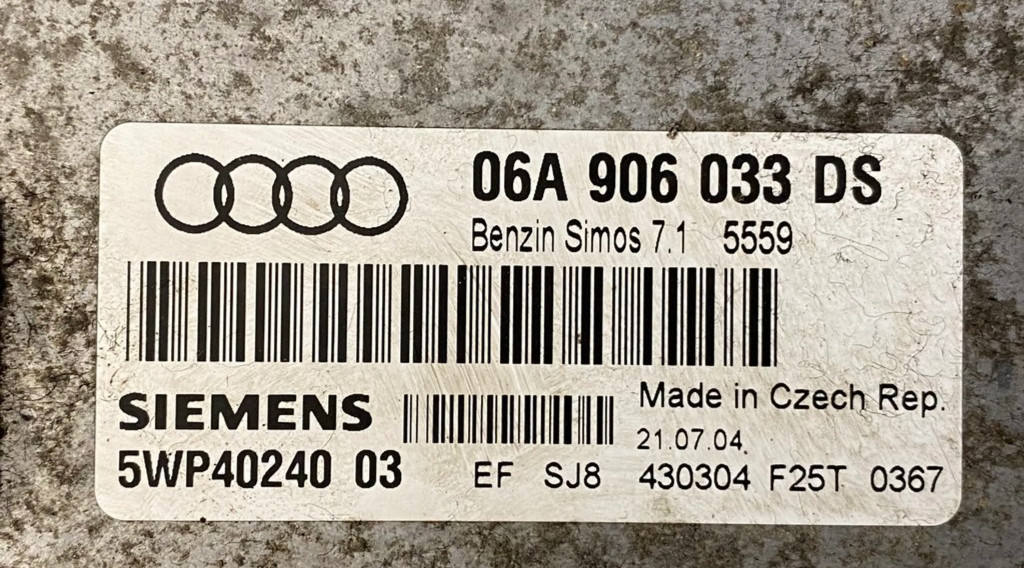 06A 906 033 DS
Benzin Simos 7.1 5559
SIEMENS
Made in Czech Rep.
21.07.04
5WP40240 03
EF SJ8 430304 F25T 0367